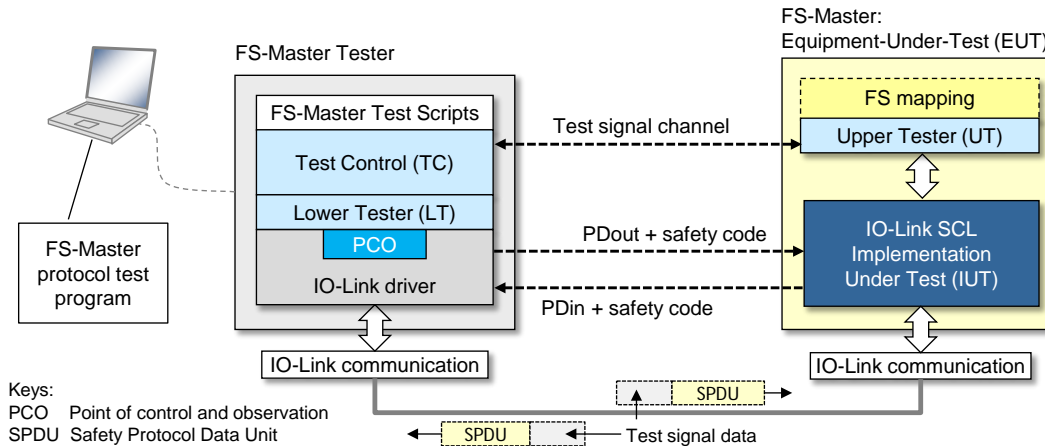 FS-Master:
Equipment-Under-Test (EUT)
FS-Master Tester
FS-Master Test Scripts
Test Control (TC)
Lower Tester (LT)
PCO
IO-Link driver
Test signal channel
PDout + safety code
PDin + safety code
FS mapping
Upper Tester (UT)
IO-Link SCL
Implementation
Under Test (IUT)
FS-Master
protocol test
program
IO-Link communication
IO-Link communication
Keys:
PCO Point of control and observation
SPDU Safety Protocol Data Unit
SPDU
SPDU
Test signal data